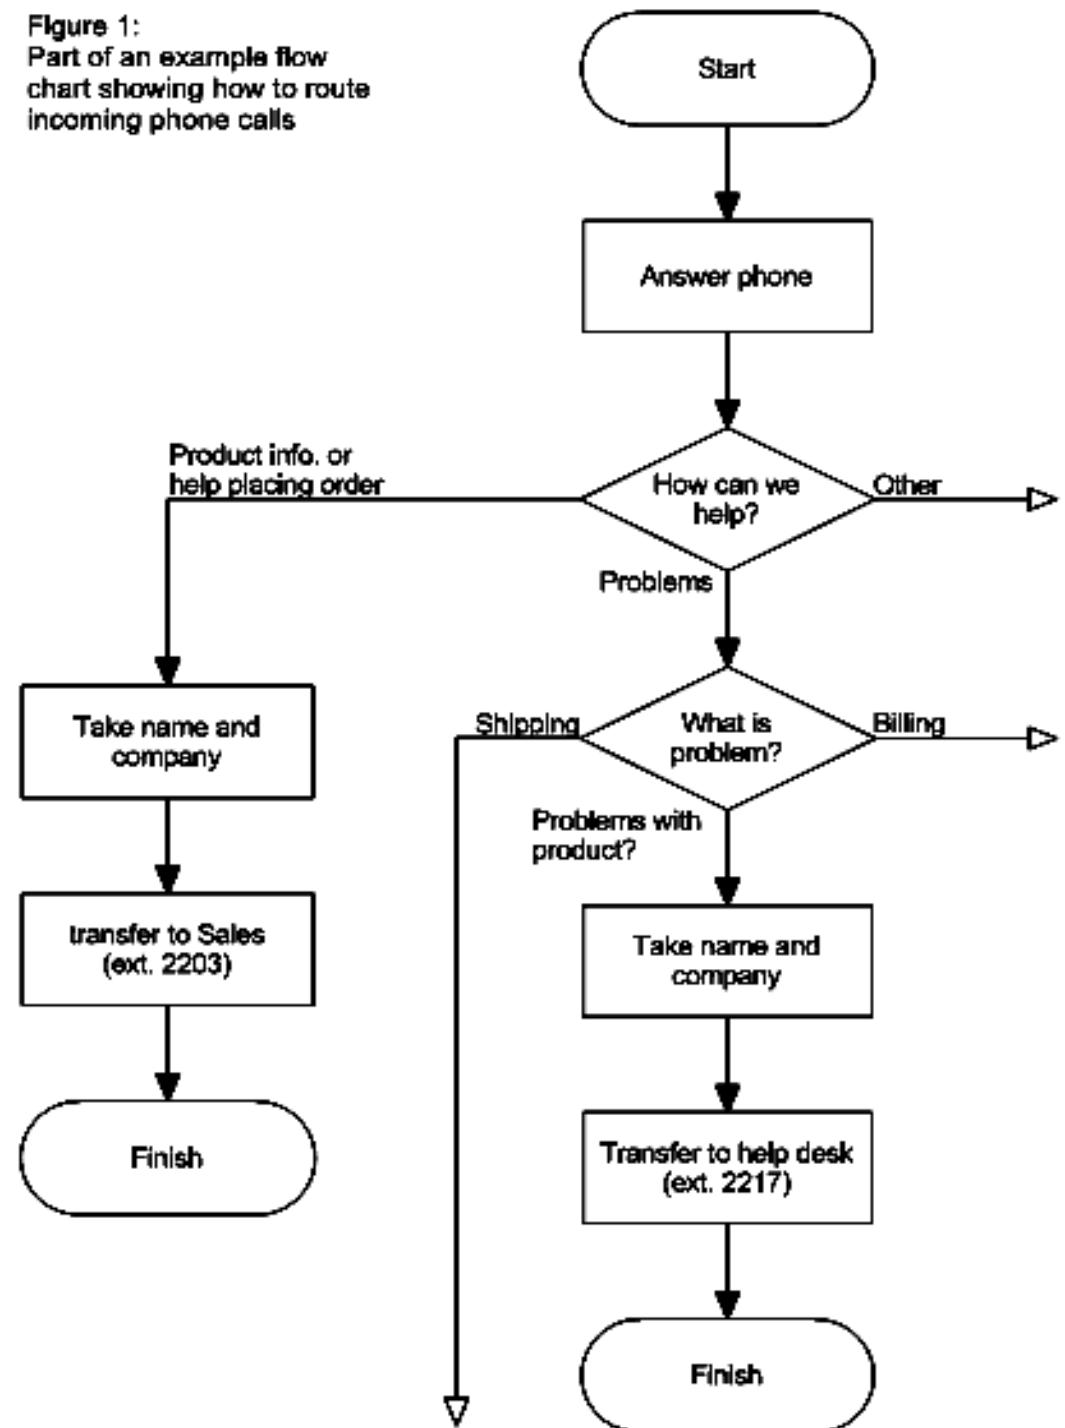 Figure 1:
Part of an example flow
chart showing how to route
incoming phone calls
Start
Answer phone
How can we
help?
Product info. or
help placing order
Other
Problems
What is
problem?
Shipping
Billing
Problems with
product?
Take name and
company
transfer to Sales
(ext. 2203)
Finish
Take name and
company
Transfer to help desk
(ext. 2217)
Finish